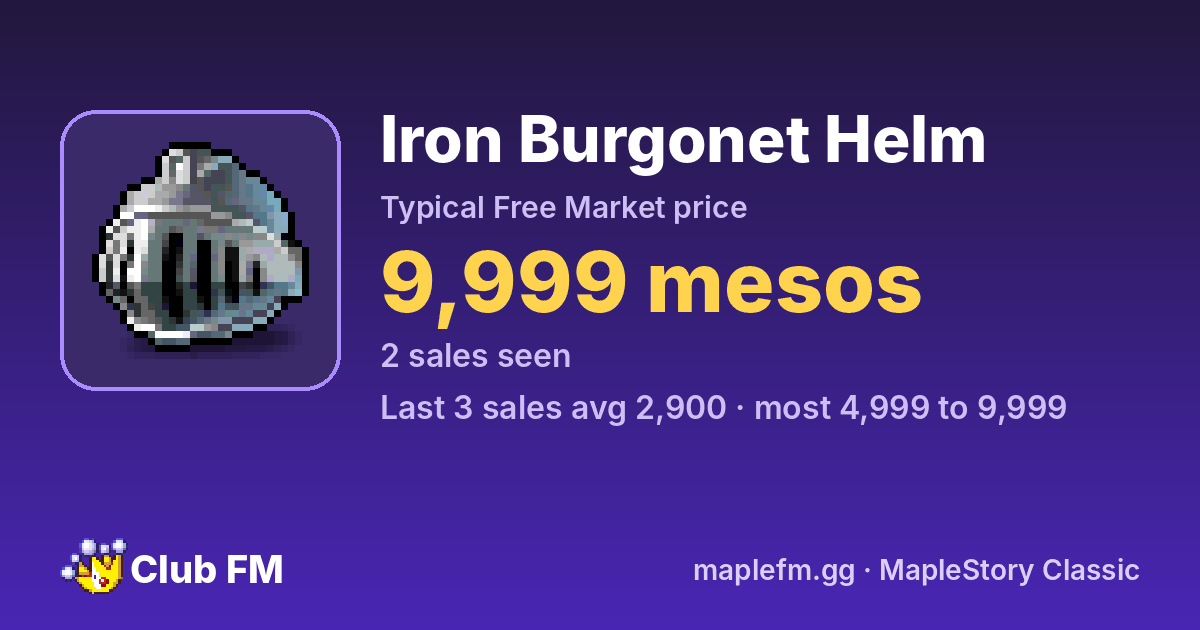 Iron Burgonet Helm
Typical Free Market price
9,999 mesos
2 sales seen
Last 3 sales avg 2,900 · most 4,999 to 9,999
Club FM
maplefm.gg · MapleStory Classic